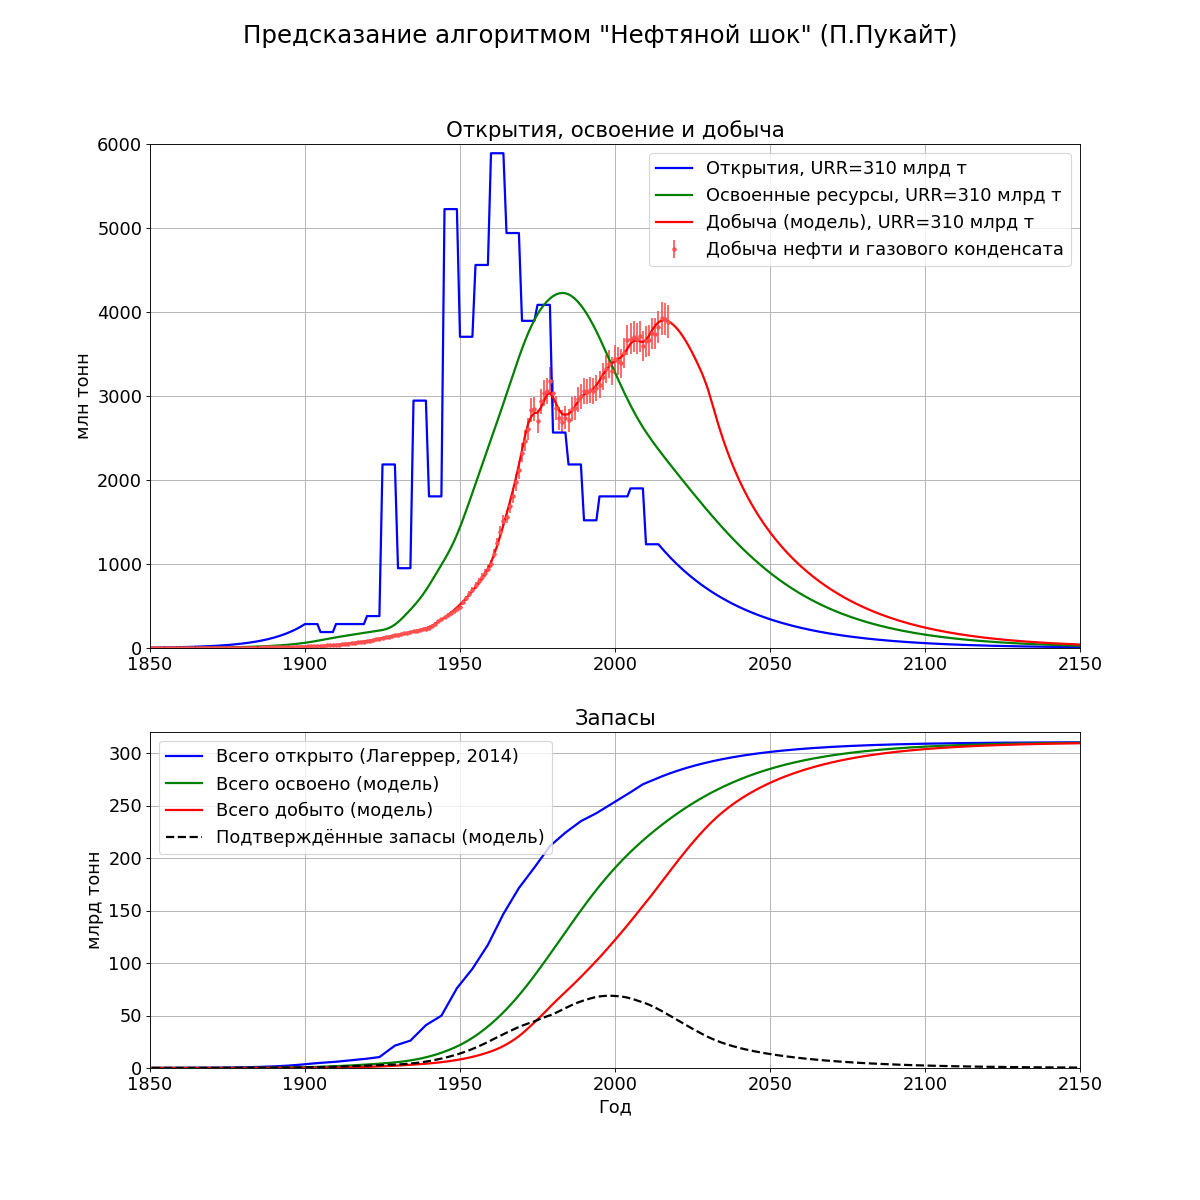 Предсказание алгоритмом "Нефтяной шок" (П.Пукайт)
Открытия, освоение и добыча
6000
5000
4000
3000
2000
1000
0
млн тонн
Открытия, URR=310 млрд т
Освоенные ресурсы, URR=310 млрд т
Добыча (модель), URR=310 млрд т
Добыча нефти и газового конденсата
1850 1900 1950 2000 2050 2100 2150
Запасы
300
250
200
150
100
50
0
млрд тонн
Всего открыто (Лагеррер, 2014)
Всего освоено (модель)
Всего добыто (модель)
Подтверждённые запасы (модель)
1850 1900 1950 2000 2050 2100 2150
Год